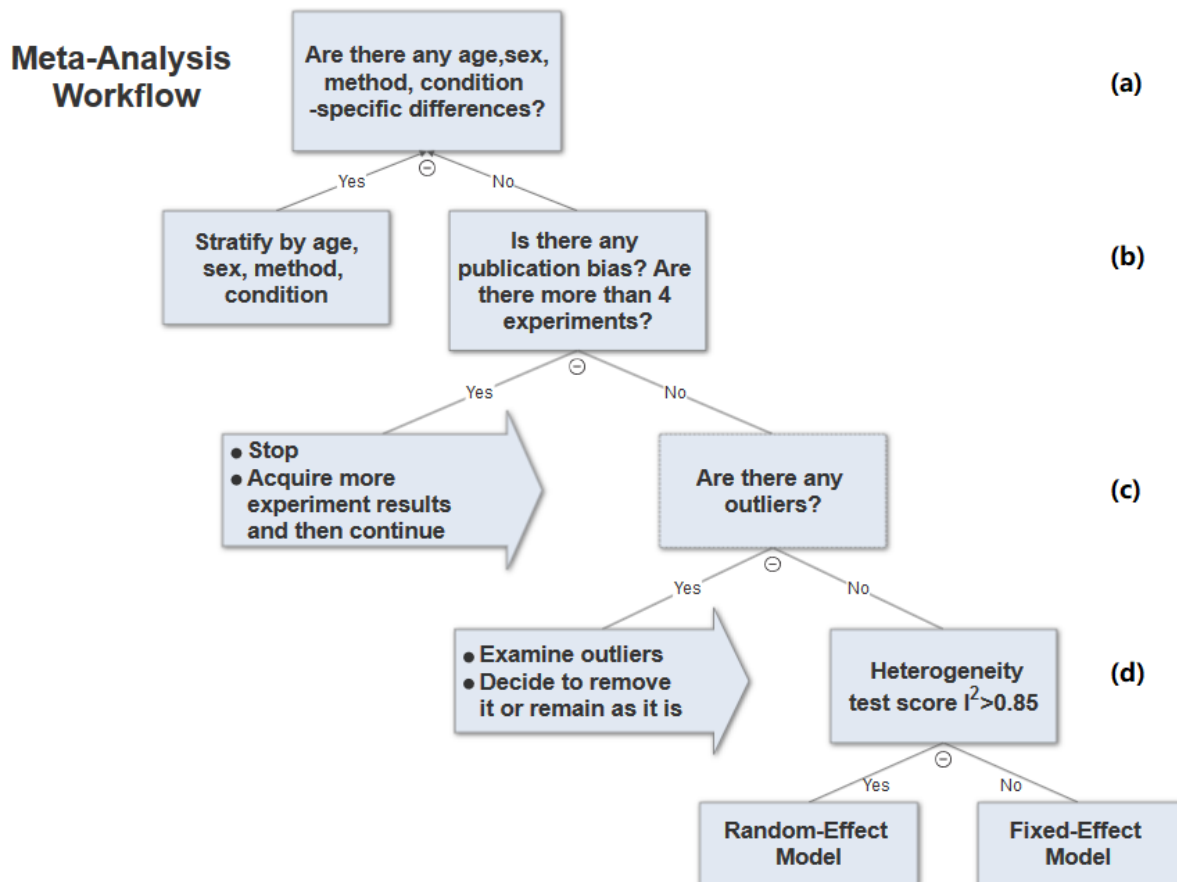 Meta-Analysis
Workflow
Are there any age,sex,
method, condition
-specific differences?
(a)
Yes
No
Stratify by age,
sex, method,
condition
Is there any
publication bias? Are
there more than 4
experiments?
(b)
Yes
No
● Stop
● Acquire more
experiment results
and then continue
Are there any
outliers?
(c)
Yes
No
● Examine outliers
● Decide to remove
it or remain as it is
Heterogeneity
test score I²>0.85
(d)
Yes
No
Random-Effect
Model
Fixed-Effect
Model